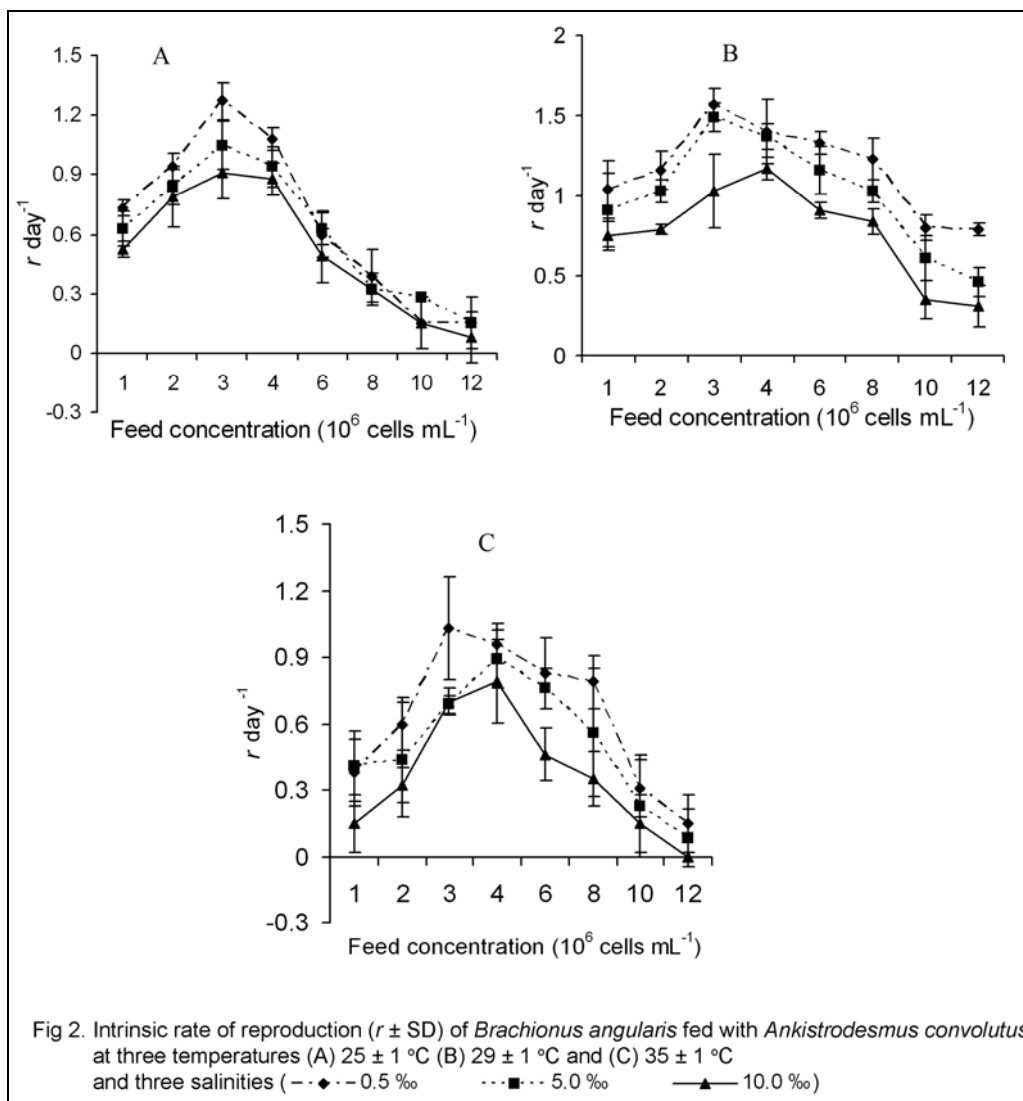 A
1.5
1.2
0.9
0.6
0.3
0
-0.3
r day-1
1 2 3 4 6 8 10 12
Feed concentration (10⁶ cells mL⁻¹)
B
2
1.5
1
0.5
0
r day-1
1 2 3 4 6 8 10 12
Feed concentration (10⁶ cells mL⁻¹)
C
1.5
1.2
0.9
0.6
0.3
0
-0.3
r day-1
1 2 3 4 6 8 10 12
Feed concentration (10⁶ cells mL⁻¹)
Fig 2. Intrinsic rate of reproduction (r ± SD) of Brachionus angularis fed with Ankistrodesmus convolutus
at three temperatures (A) 25 ± 1 °C (B) 29 ± 1 °C and (C) 35 ± 1 °C
and three salinities ( 0.5 ‰ 5.0 ‰ 10.0 ‰)